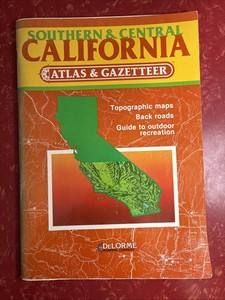 SOUTHERN & CENTRAL
CALIFORNIA
ATLAS & GAZETTEER
Topographic maps
Back roads
Guide to outdoor
recreation
DELORME